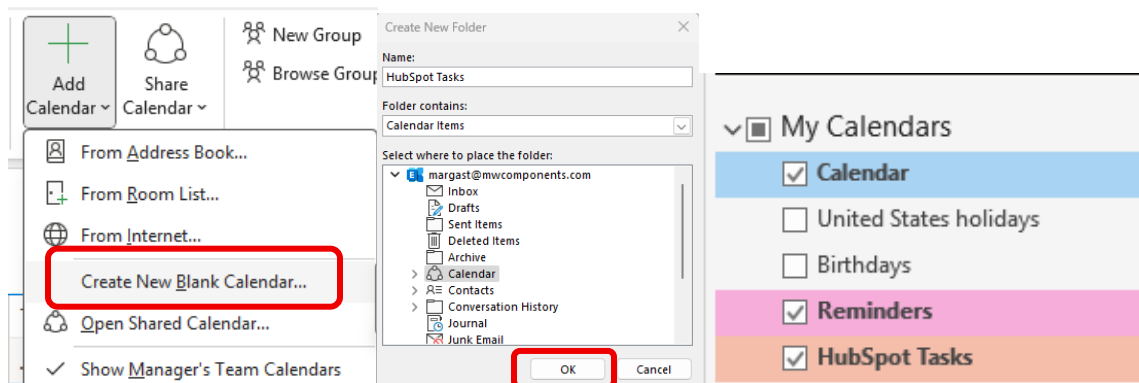 Add
Calendar
Share
Calendar
New Group
Browse Group
From Address Book...
From Room List...
From Internet...
Create New Blank Calendar...
Open Shared Calendar...
Show Manager's Team Calendars
Create New Folder
Name:
HubSpot Tasks
Folder contains:
Calendar Items
Select where to place the folder:
margast@mwcomponents.com
Inbox
Drafts
Sent Items
Deleted Items
Archive
Calendar
Contacts
Conversation History
Journal
Junk Email
OK
Cancel
My Calendars
Calendar
United States holidays
Birthdays
Reminders
HubSpot Tasks